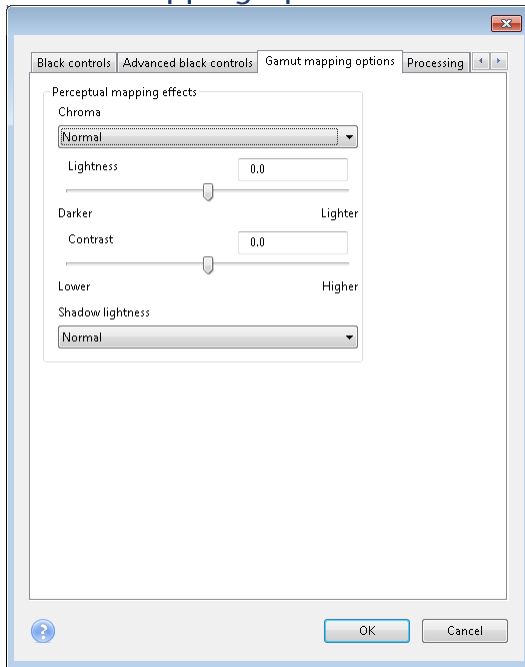 Black controls Advanced black controls Gamut mapping options Processing
Perceptual mapping effects
Chroma
Normal
Lightness 0.0
Darker Lighter
Contrast 0.0
Lower Higher
Shadow lightness
Normal
? OK Cancel